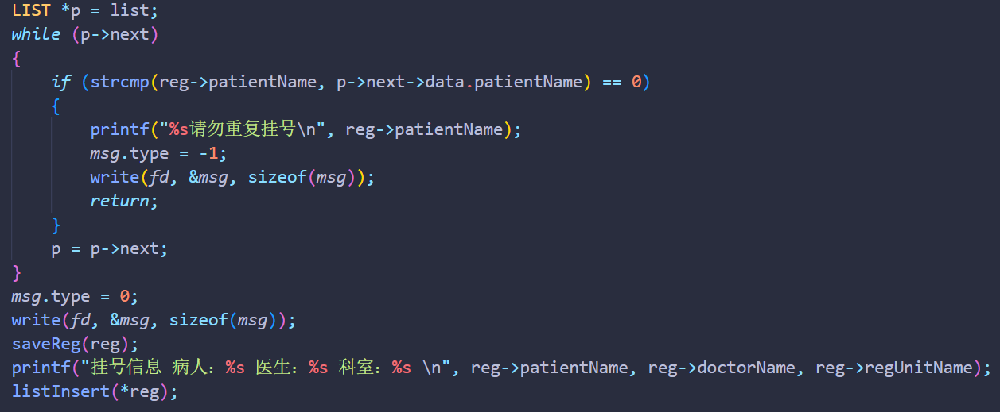 LIST *p = list;
while (p->next)
{
    if (strcmp(reg->patientName, p->next->data.patientName) == 0)
    {
        printf("%s请勿重复挂号\n", reg->patientName);
        msg.type = -1;
        write(fd, &msg, sizeof(msg));
        return;
    }
    p = p->next;
}
msg.type = 0;
write(fd, &msg, sizeof(msg));
saveReg(reg);
printf("挂号信息 病人：%s 医生：%s 科室：%s \n", reg->patientName, reg->doctorName, reg->regUnitName);
listInsert(*reg);